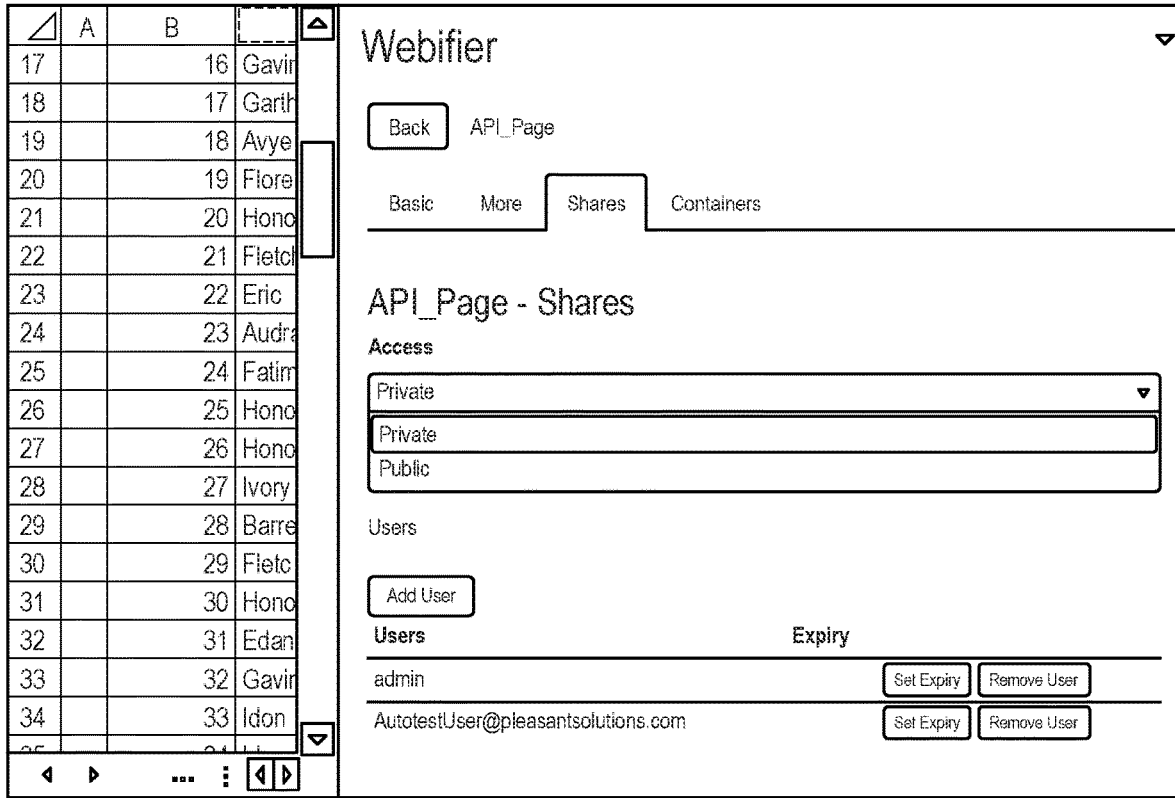 A B
17 16 Gavin
18 17 Garth
19 18 Avye
20 19 Flore
21 20 Hono
22 21 Fletch
23 22 Eric
24 23 Audra
25 24 Fatim
26 25 Hono
27 26 Hono
28 27 Ivory
29 28 Barre
30 29 Fletc
31 30 Hono
32 31 Edan
33 32 Gavin
34 33 Idon
Webifier
Back API_Page
Basic More Shares Containers
API_Page - Shares
Access
Private
Private
Public
Users
Add User
Users Expiry
admin Set Expiry Remove User
AutotestUser@pleasantsolutions.com Set Expiry Remove User